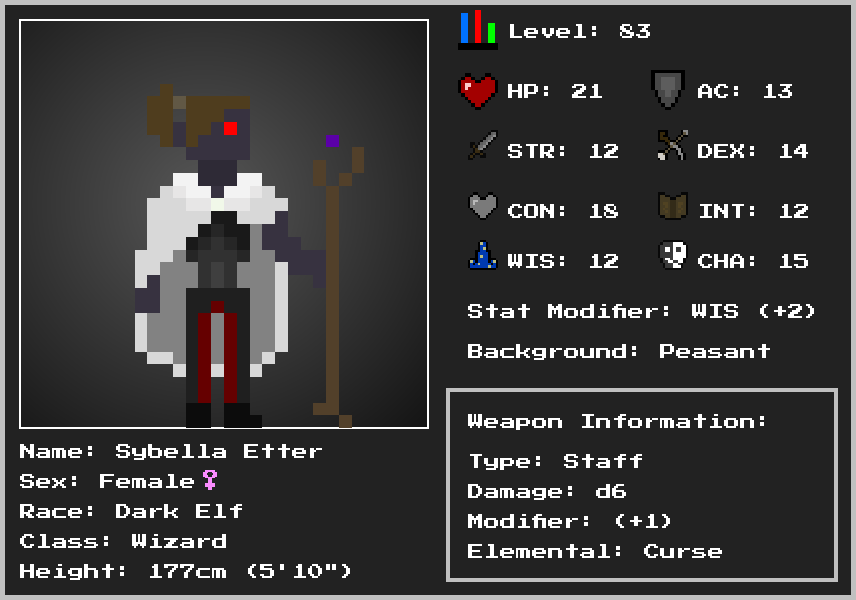 Level: 83
HP: 21 AC: 13
STR: 12 DEX: 14
CON: 18 INT: 12
WIS: 12 CHA: 15
Stat Modifier: WIS (+2)
Background: Peasant
Weapon Information:
Type: Staff
Damage: d6
Modifier: (+1)
Elemental: Curse
Name: Sybella Etter
Sex: Female♀
Race: Dark Elf
Class: Wizard
Height: 177cm (5'10")